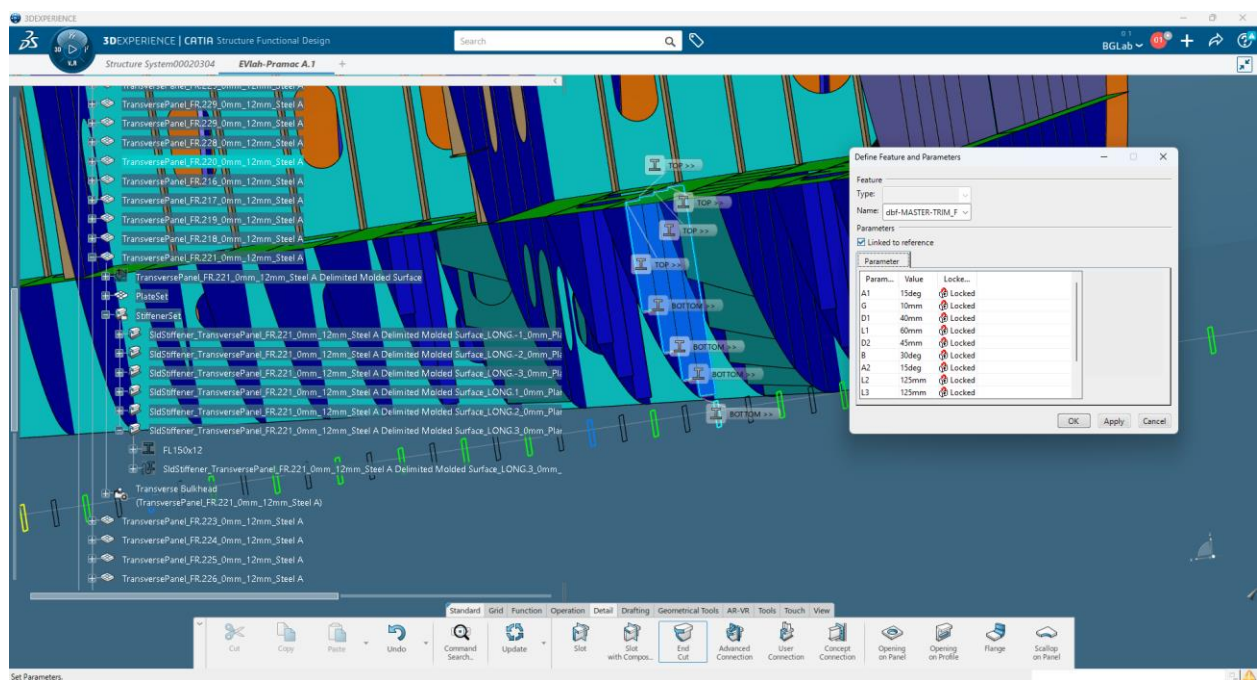 3DEXPERIENCE
3DEXPERIENCE | CATIA Structure Functional Design
Search
BGLab
3D
V.R
Structure System00020304
EVlah-Pramac A.1
TransversePanel_FR.229_0mm_12mm_Steel A
TransversePanel_FR.229_0mm_12mm_Steel A
TransversePanel_FR.228_0mm_12mm_Steel A
TransversePanel_FR.220_0mm_12mm_Steel A
TransversePanel_FR.216_0mm_12mm_Steel A
TransversePanel_FR.217_0mm_12mm_Steel A
TransversePanel_FR.219_0mm_12mm_Steel A
TransversePanel_FR.218_0mm_12mm_Steel A
TransversePanel_FR.221_0mm_12mm_Steel A
TransversePanel_FR.221_0mm_12mm_Steel A Delimited Molded Surface
PlateSet
StiffenerSet
SldStiffener_TransversePanel_FR.221_0mm_12mm_Steel A Delimited Molded Surface_LONG.-1_0mm_Pla
SldStiffener_TransversePanel_FR.221_0mm_12mm_Steel A Delimited Molded Surface_LONG.-2_0mm_Pla
SldStiffener_TransversePanel_FR.221_0mm_12mm_Steel A Delimited Molded Surface_LONG.-3_0mm_Pla
SldStiffener_TransversePanel_FR.221_0mm_12mm_Steel A Delimited Molded Surface_LONG.1_0mm_Plan
SldStiffener_TransversePanel_FR.221_0mm_12mm_Steel A Delimited Molded Surface_LONG.2_0mm_Plan
SldStiffener_TransversePanel_FR.221_0mm_12mm_Steel A Delimited Molded Surface_LONG.3_0mm_Plan
FL150x12
SldStiffener_TransversePanel_FR.221_0mm_12mm_Steel A Delimited Molded Surface_LONG.3_0mm_
Transverse Bulkhead
(TransversePanel_FR.221_0mm_12mm_Steel A)
TransversePanel_FR.223_0mm_12mm_Steel A
TransversePanel_FR.224_0mm_12mm_Steel A
TransversePanel_FR.225_0mm_12mm_Steel A
TransversePanel_FR.226_0mm_12mm_Steel A
TOP >>
TOP >>
TOP >>
TOP >>
BOTTOM >>
BOTTOM >>
BOTTOM >>
BOTTOM >>
Define Feature and Parameters
Feature
Type:
Name: dbf-MASTER-TRIM_F
Parameters
Linked to reference
Parameter
Param... Value Locke...
A1 15deg Locked
G 10mm Locked
D1 40mm Locked
L1 60mm Locked
D2 45mm Locked
B 30deg Locked
A2 15deg Locked
L2 125mm Locked
L3 125mm Locked
OK Apply Cancel
Standard Grid Function Operation Detail Drafting Geometrical Tools AR-VR Tools Touch View
Cut Copy Paste Undo Command Search... Update Slot Slot with Compos... End Cut Advanced Connection User Connection Concept Connection Opening on Panel Opening on Profile Flange Scallop on Panel
Set Parameters.